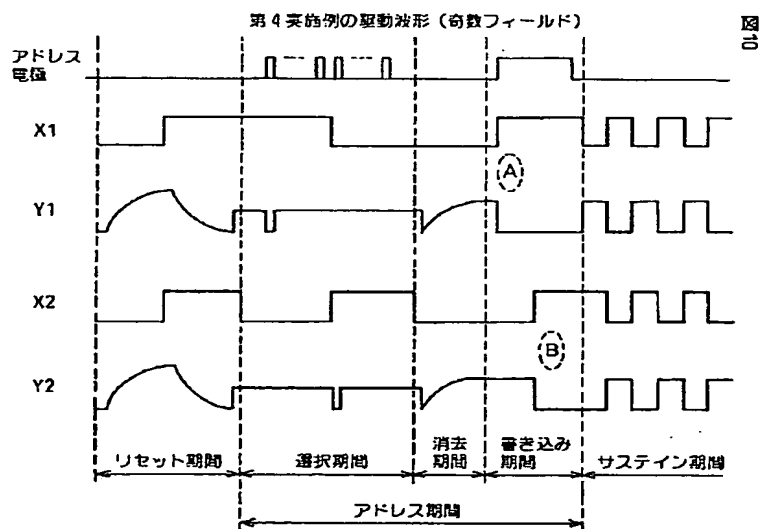 第4実施例の駆動波形（奇数フィールド）
図10
アドレス
電極
X1
A
Y1
X2
B
Y2
リセット期間
選択期間
消去
期間
書き込み
期間
サステイン期間
アドレス期間